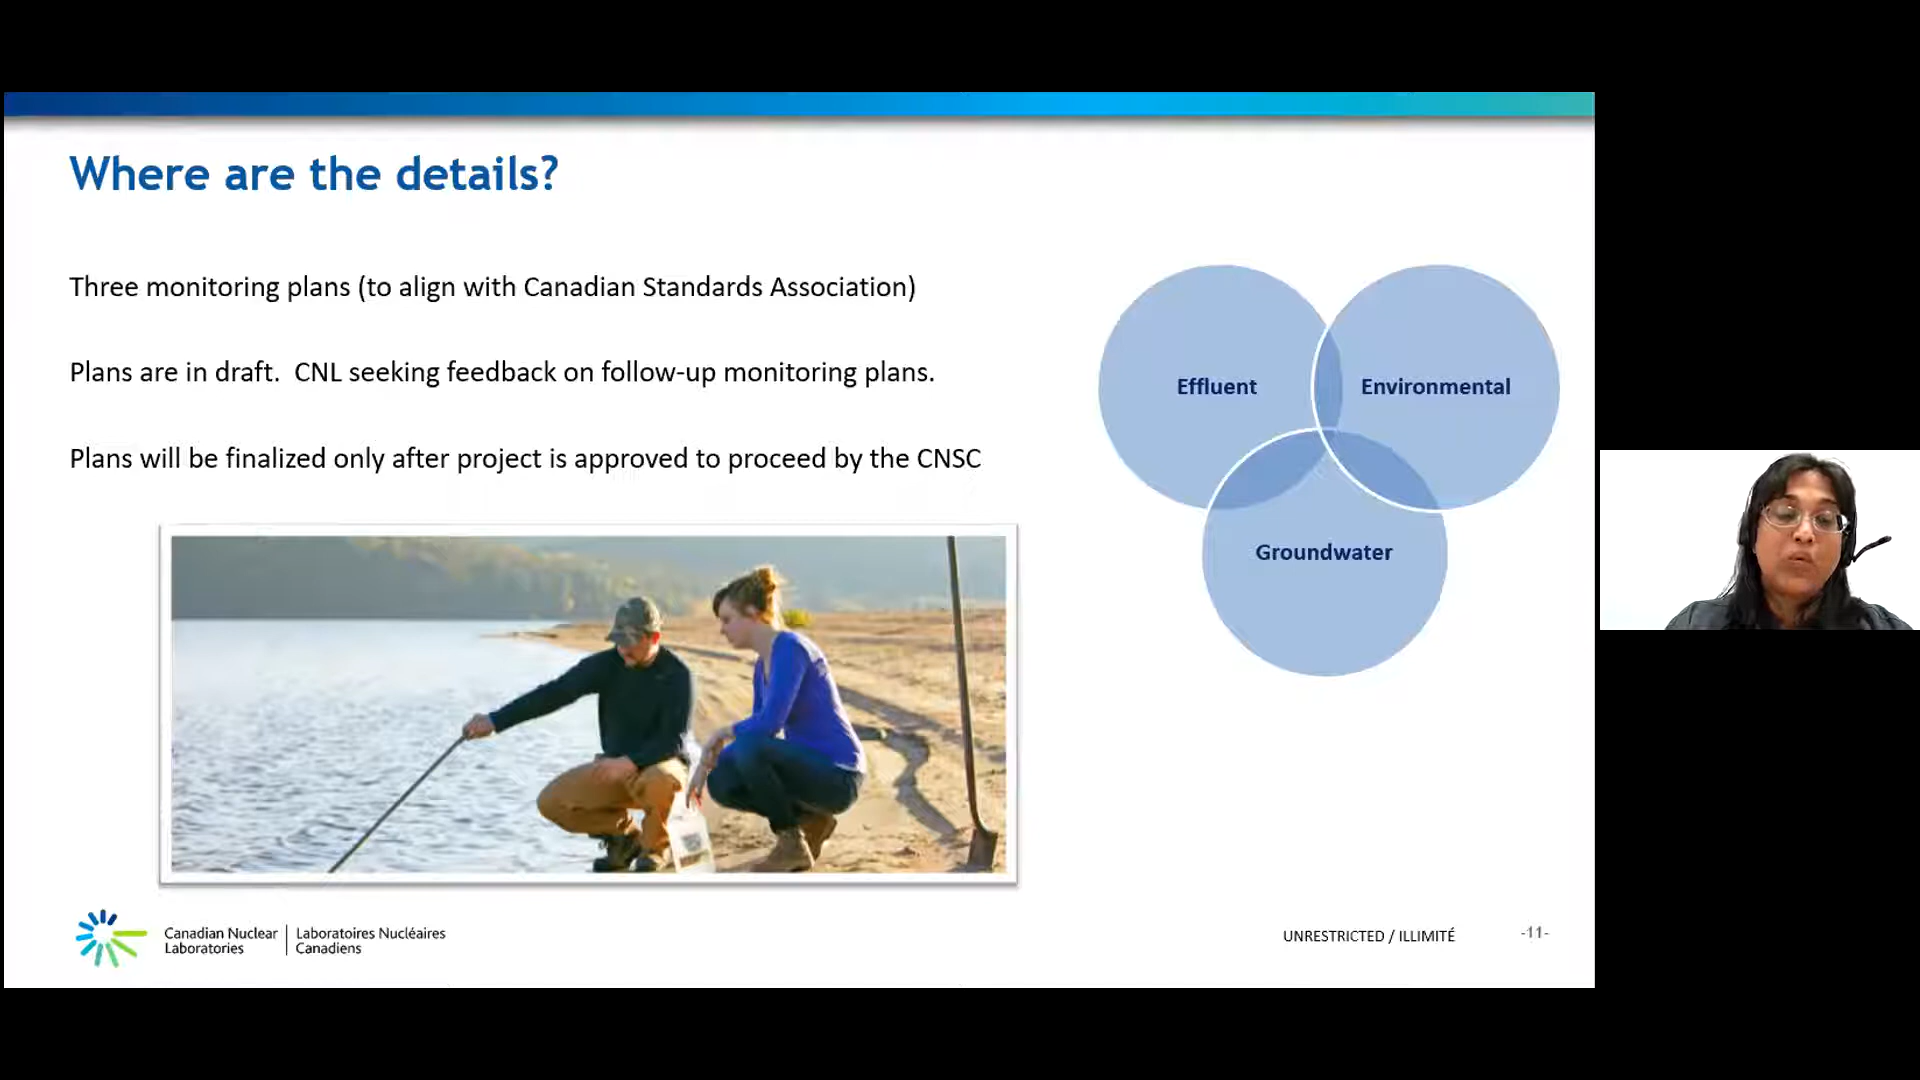 Where are the details?
Three monitoring plans (to align with Canadian Standards Association)
Plans are in draft.  CNL seeking feedback on follow-up monitoring plans.
Plans will be finalized only after project is approved to proceed by the CNSC
Effluent
Environmental
Groundwater
Canadian Nuclear
Laboratories
Laboratoires Nucléaires
Canadiens
UNRESTRICTED / ILLIMITÉ
-11-